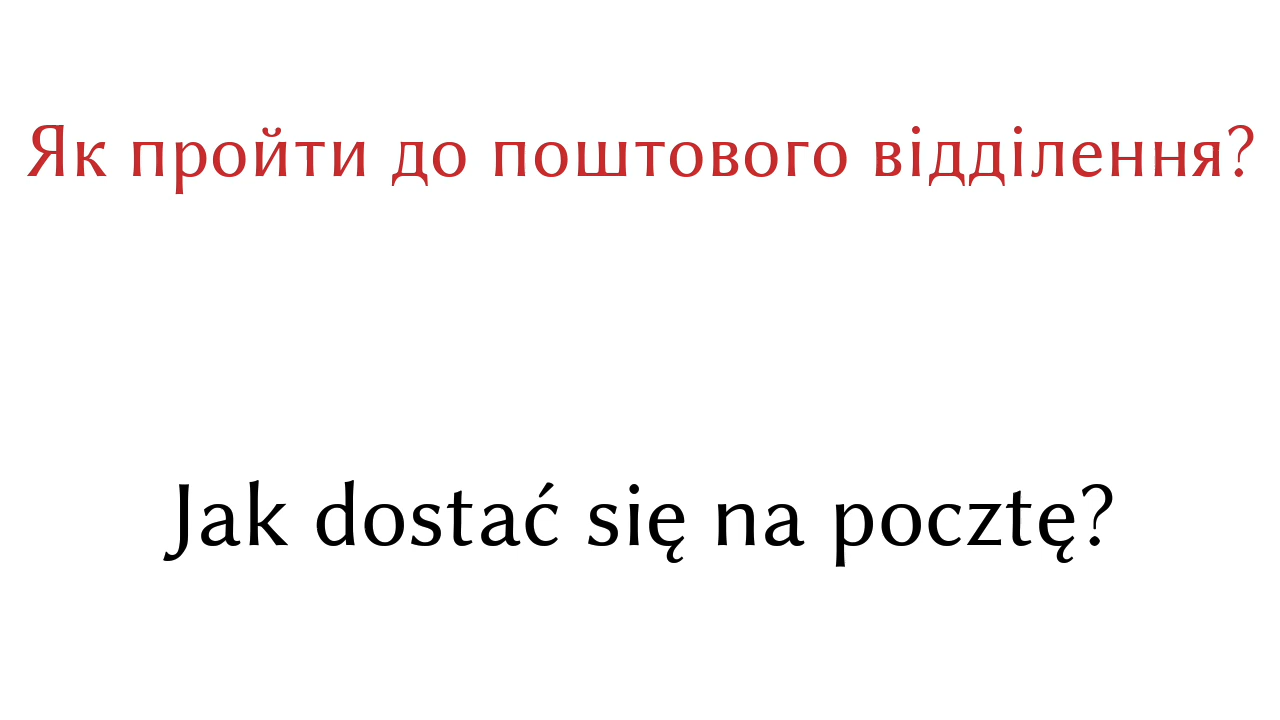 Як пройти до поштового відділення?
Jak dostać się na pocztę?